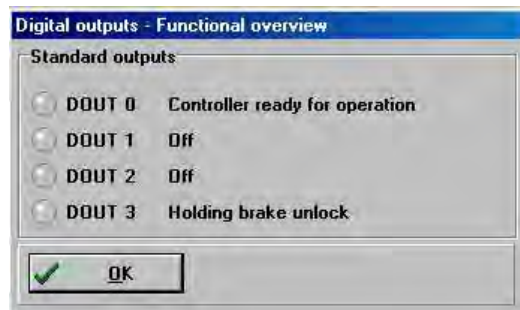 Digital outputs - Functional overview
Standard outputs
DOUT 0 Controller ready for operation
DOUT 1 Off
DOUT 2 Off
DOUT 3 Holding brake unlock
OK